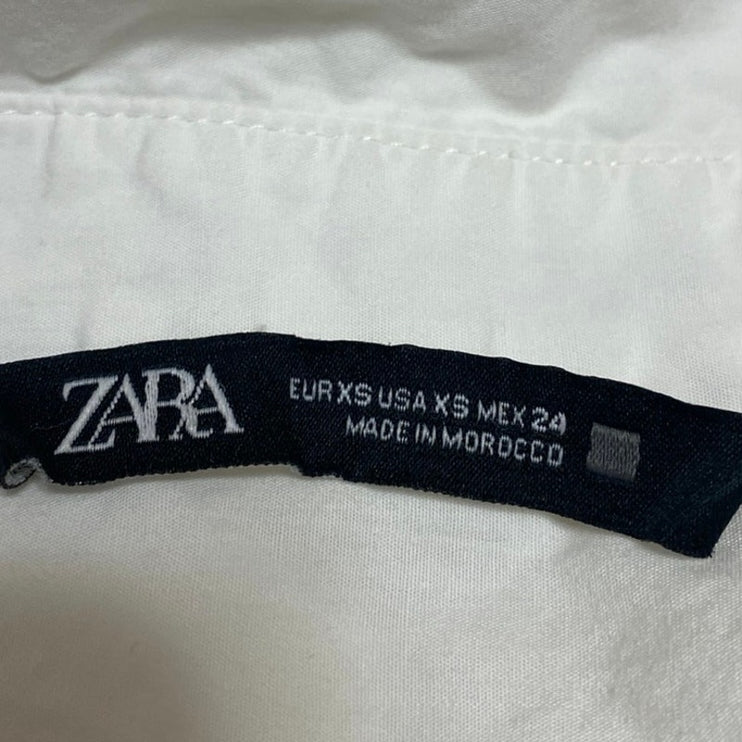 ZARA
EUR XS USA XS MEX 24
MADE IN MOROCCO